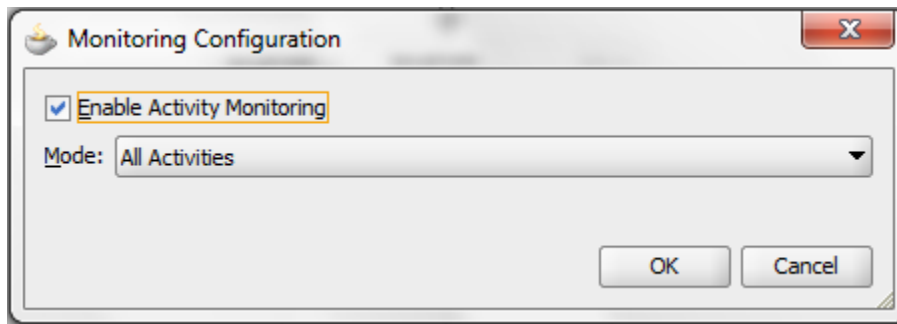 Monitoring Configuration
Enable Activity Monitoring
Mode: All Activities
OK Cancel